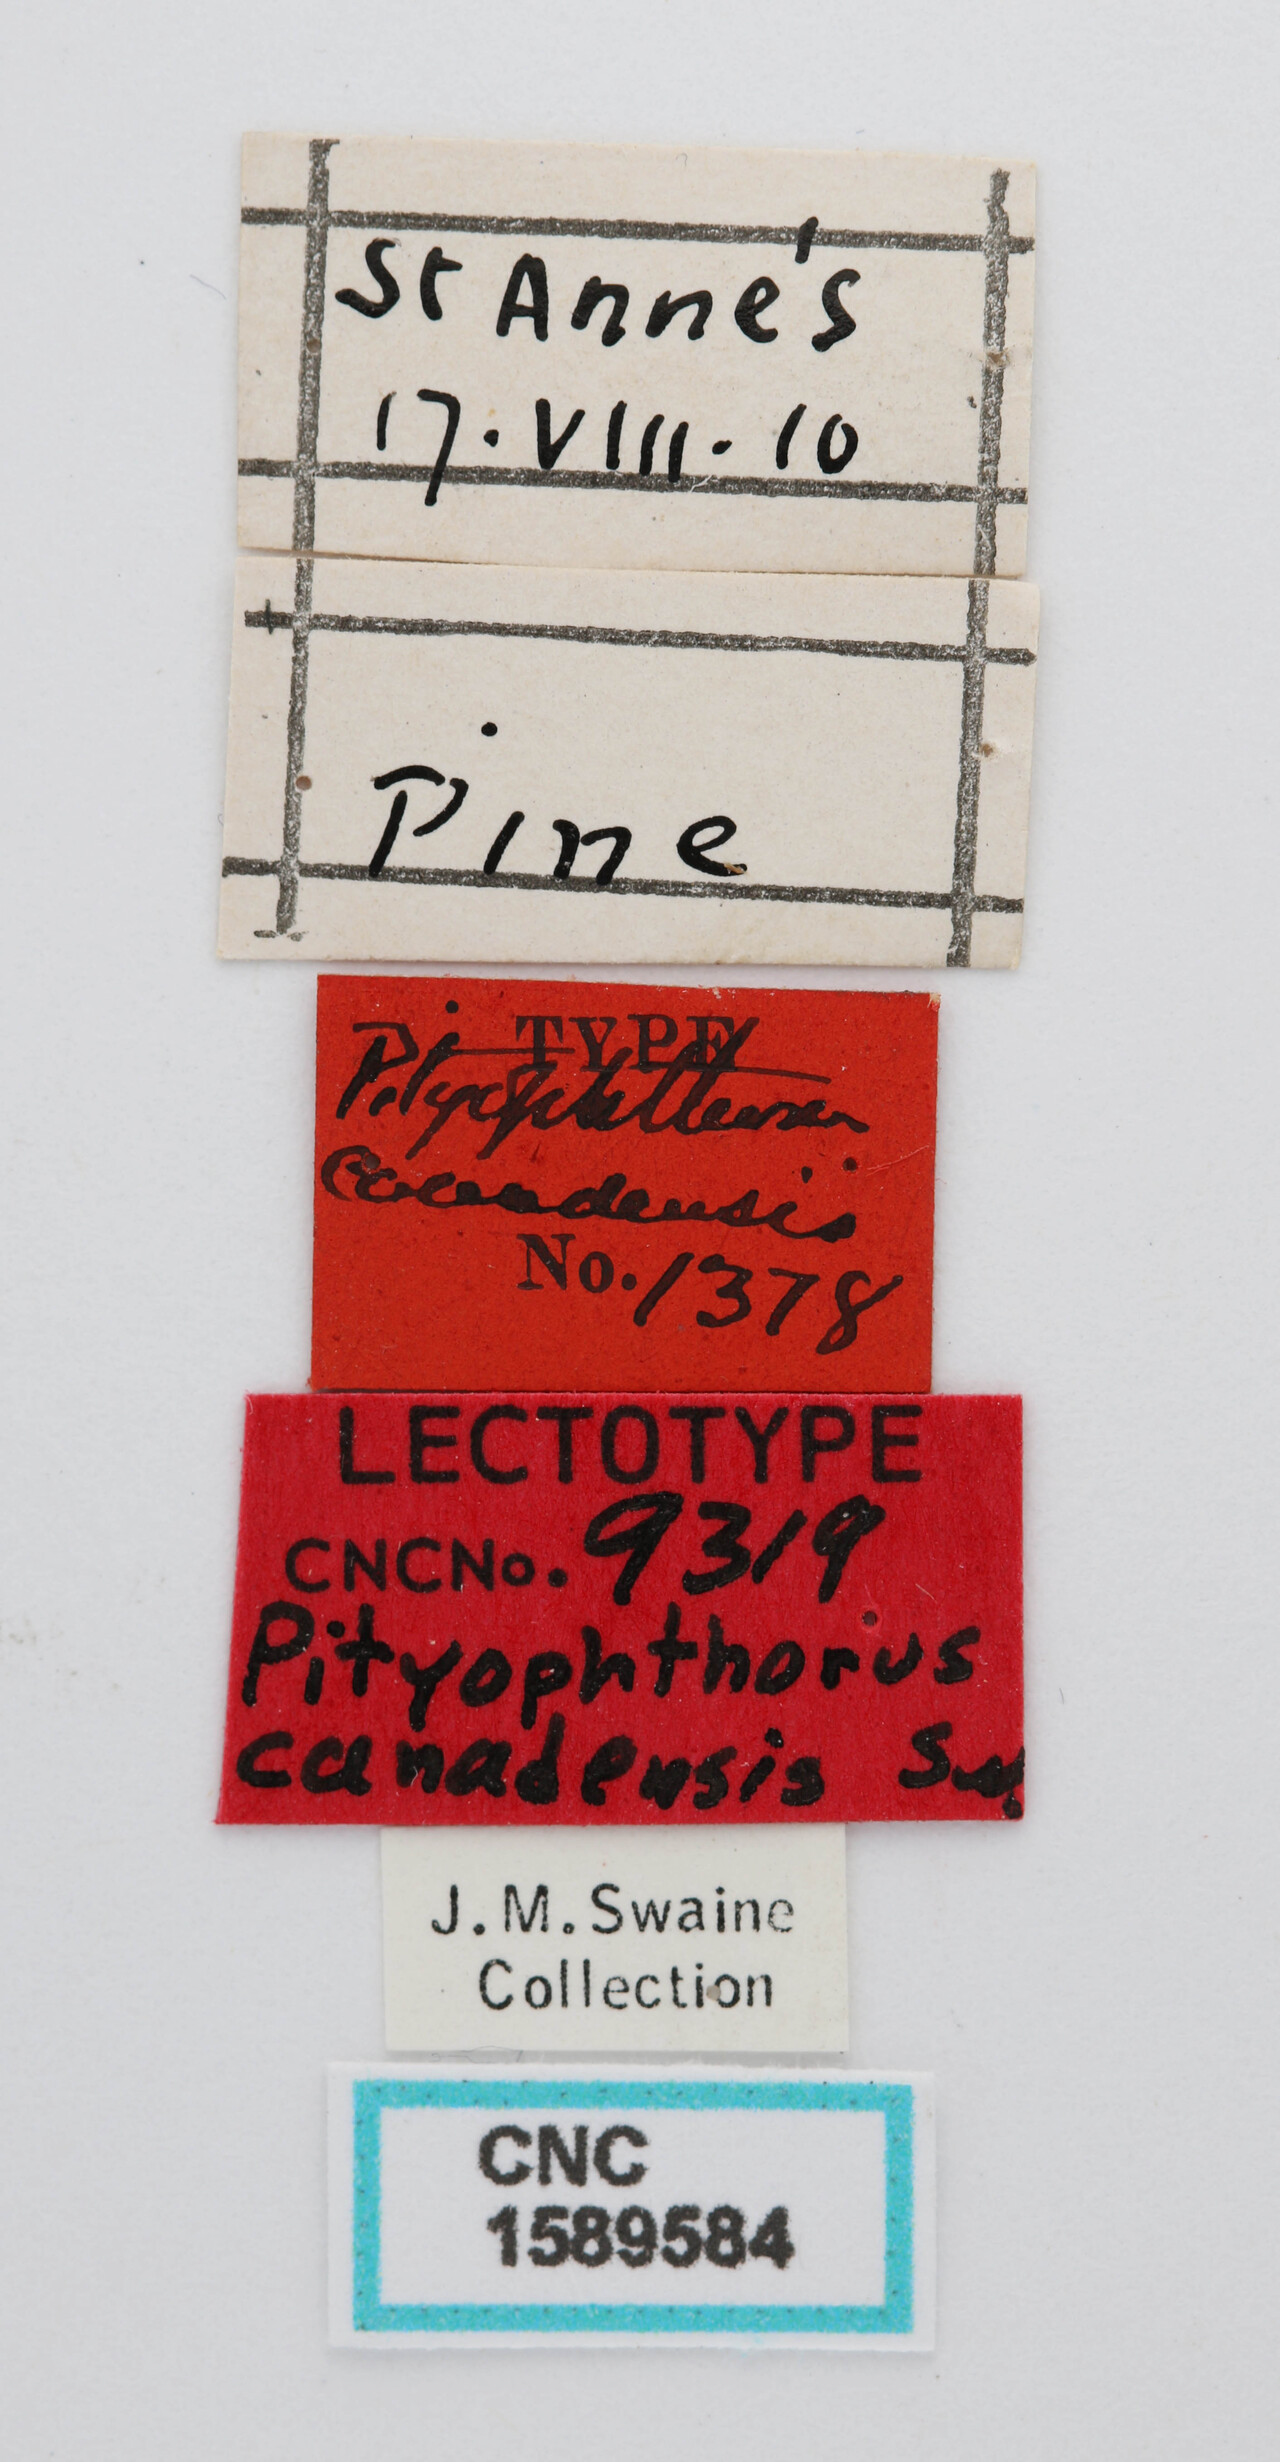 St Anne's
17·VIII·10
Pine
TYPE
Pityophthorus
canadensis
No. 1378
LECTOTYPE
CNCNo. 9319
Pityophthorus
canadensis Sw.
J.M.Swaine
Collection
CNC
1589584